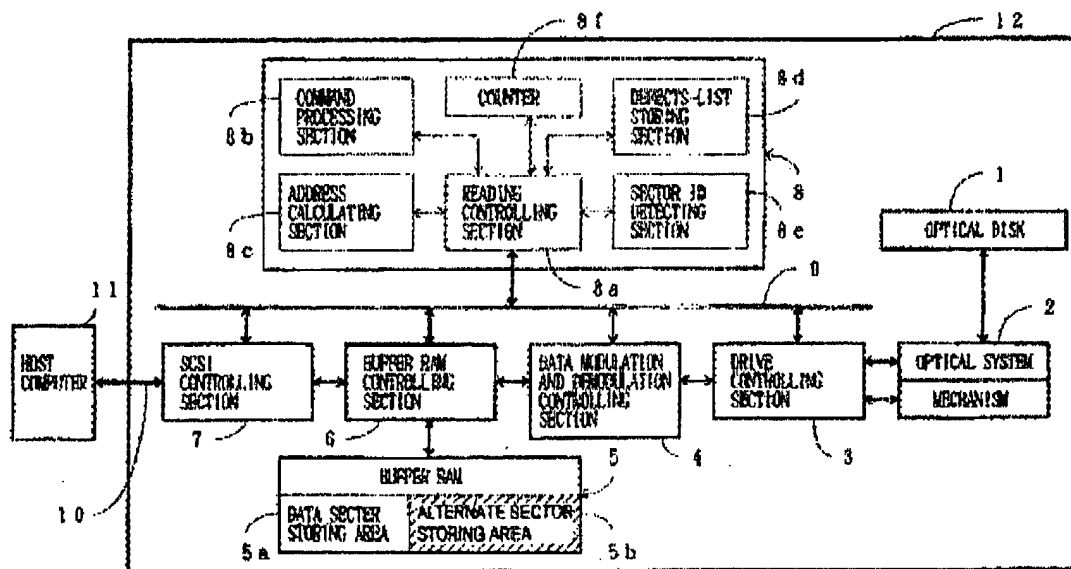 12
8f
8d
COMMAND
PROCESSING
SECTION
COUNTER
DEFECTS-LIST
STORING
SECTION
8b
8
ADDRESS
CALCULATING
SECTION
READING
CONTROLLING
SECTION
SECTOR ID
DETECTING
SECTION
8c
8e
1
OPTICAL DISK
8a
11
2
HOST
COMPUTER
SCSI
CONTROLLING
SECTION
BUFFER RAM
CONTROLLING
SECTION
DATA MODULATION
AND DEMODULATION
CONTROLLING
SECTION
DRIVE
CONTROLLING
SECTION
OPTICAL SYSTEM
MECHANISM
7
6
4
3
10
BUFFER RAM
5
DATA SECTER
STORING AREA
ALTERNATE SECTOR
STORING AREA
5a
5b